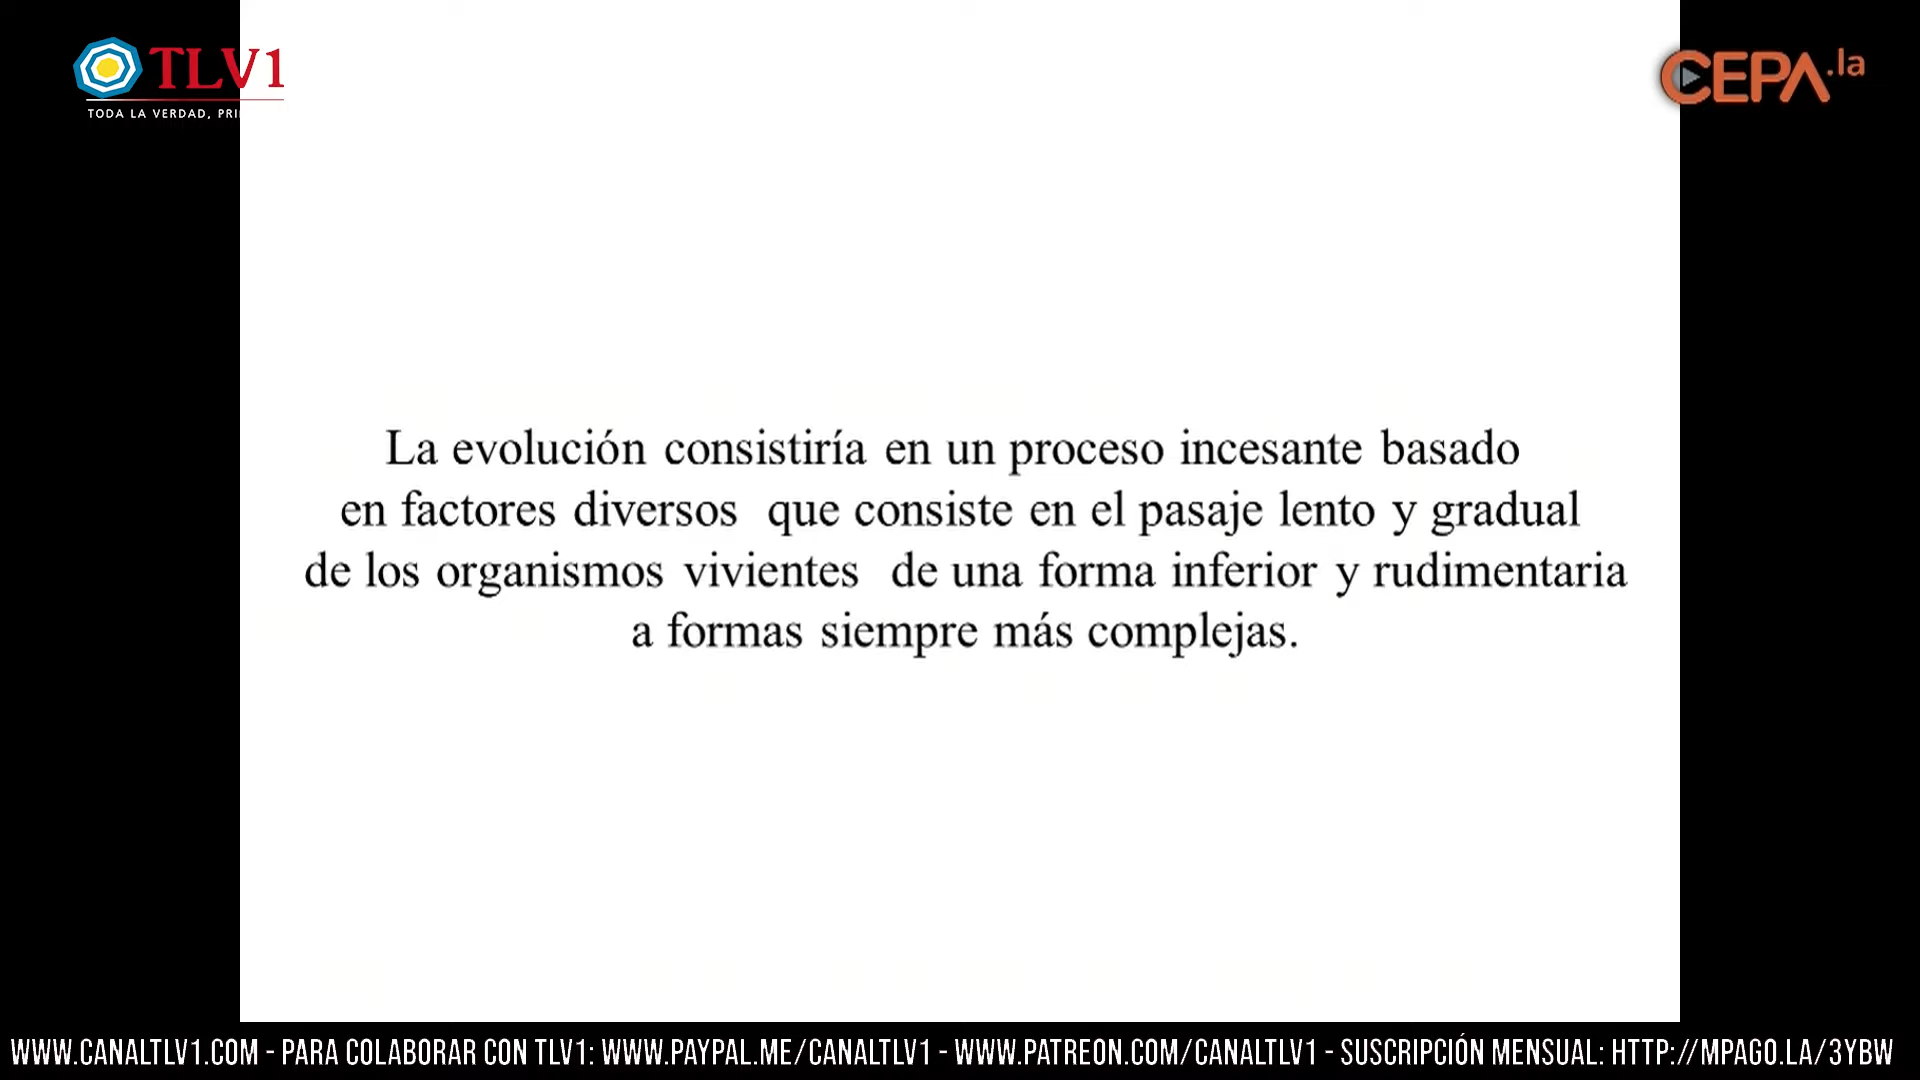 TLV1
TODA LA VERDAD, PRI
CEPA.la
La evolución consistiría en un proceso incesante basado
en factores diversos que consiste en el pasaje lento y gradual
de los organismos vivientes de una forma inferior y rudimentaria
a formas siempre más complejas.
WWW.CANALTLV1.COM - PARA COLABORAR CON TLV1: WWW.PAYPAL.ME/CANALTLV1 - WWW.PATREON.COM/CANALTLV1 - SUSCRIPCIÓN MENSUAL: HTTP://MPAGO.LA/3YBW